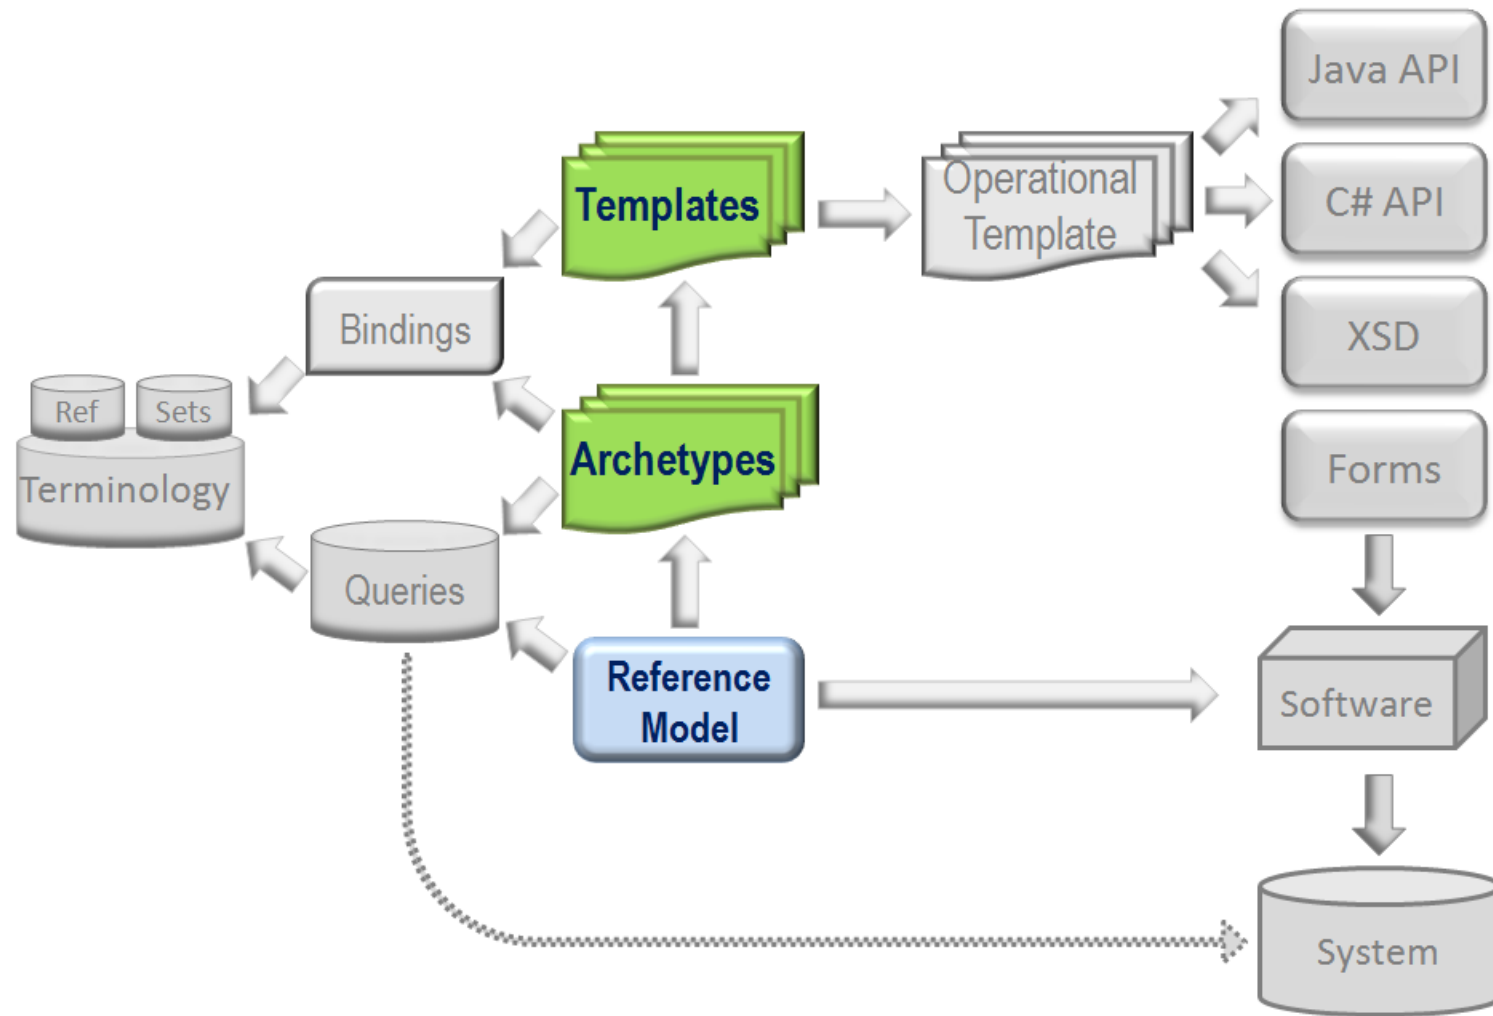 Java API
Templates
Operational
Template
C# API
Bindings
XSD
Ref
Sets
Archetypes
Terminology
Forms
Queries
Reference
Model
Software
System